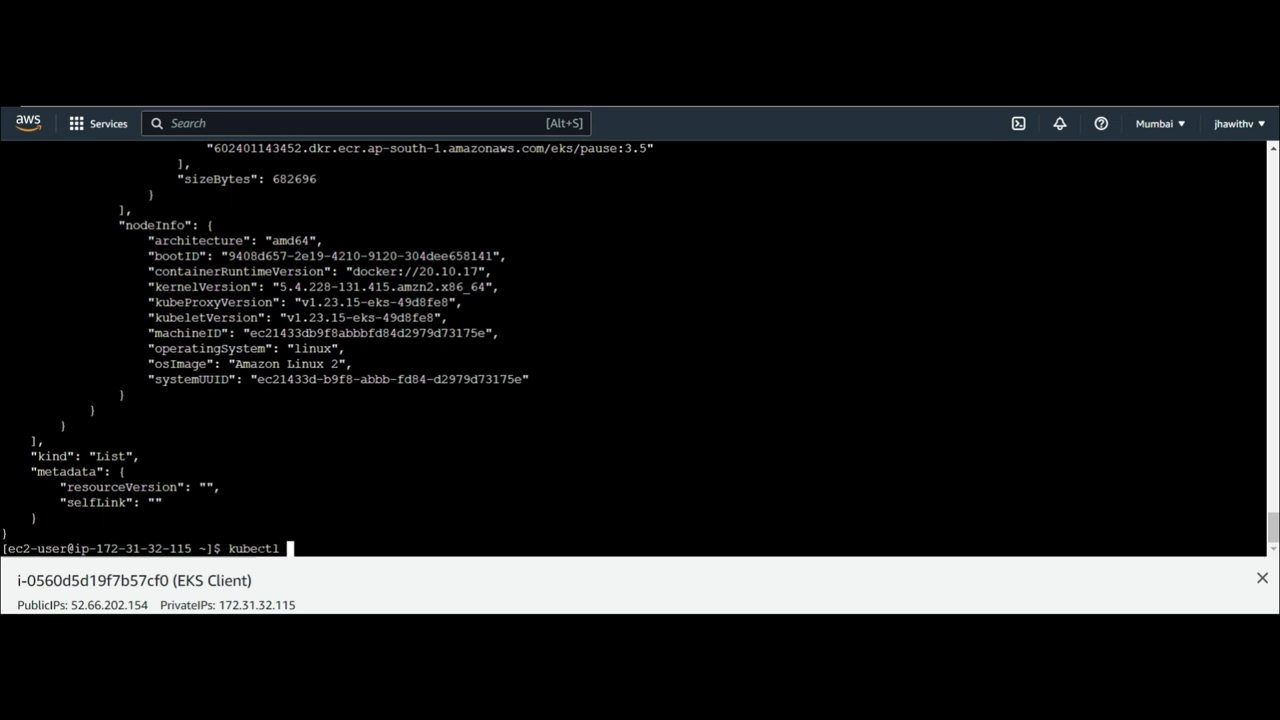 aws Services Search [Alt+S] Mumbai jhawithv
"602401143452.dkr.ecr.ap-south-1.amazonaws.com/eks/pause:3.5"
],
"sizeBytes": 682696
}
],
"nodeInfo": {
"architecture": "amd64",
"bootID": "9408d657-2e19-4210-9120-304dee658141",
"containerRuntimeVersion": "docker://20.10.17",
"kernelVersion": "5.4.228-131.415.amzn2.x86_64",
"kubeProxyVersion": "v1.23.15-eks-49d8fe8",
"kubeletVersion": "v1.23.15-eks-49d8fe8",
"machineID": "ec21433db9f8abbbfd84d2979d73175e",
"operatingSystem": "linux",
"osImage": "Amazon Linux 2",
"systemUUID": "ec21433d-b9f8-abbb-fd84-d2979d73175e"
}
}
}
],
"kind": "List",
"metadata": {
"resourceVersion": "",
"selfLink": ""
}
}
[ec2-user@ip-172-31-32-115 ~]$ kubectl
i-0560d5d19f7b57cf0 (EKS Client)
PublicIPs: 52.66.202.154 PrivateIPs: 172.31.32.115